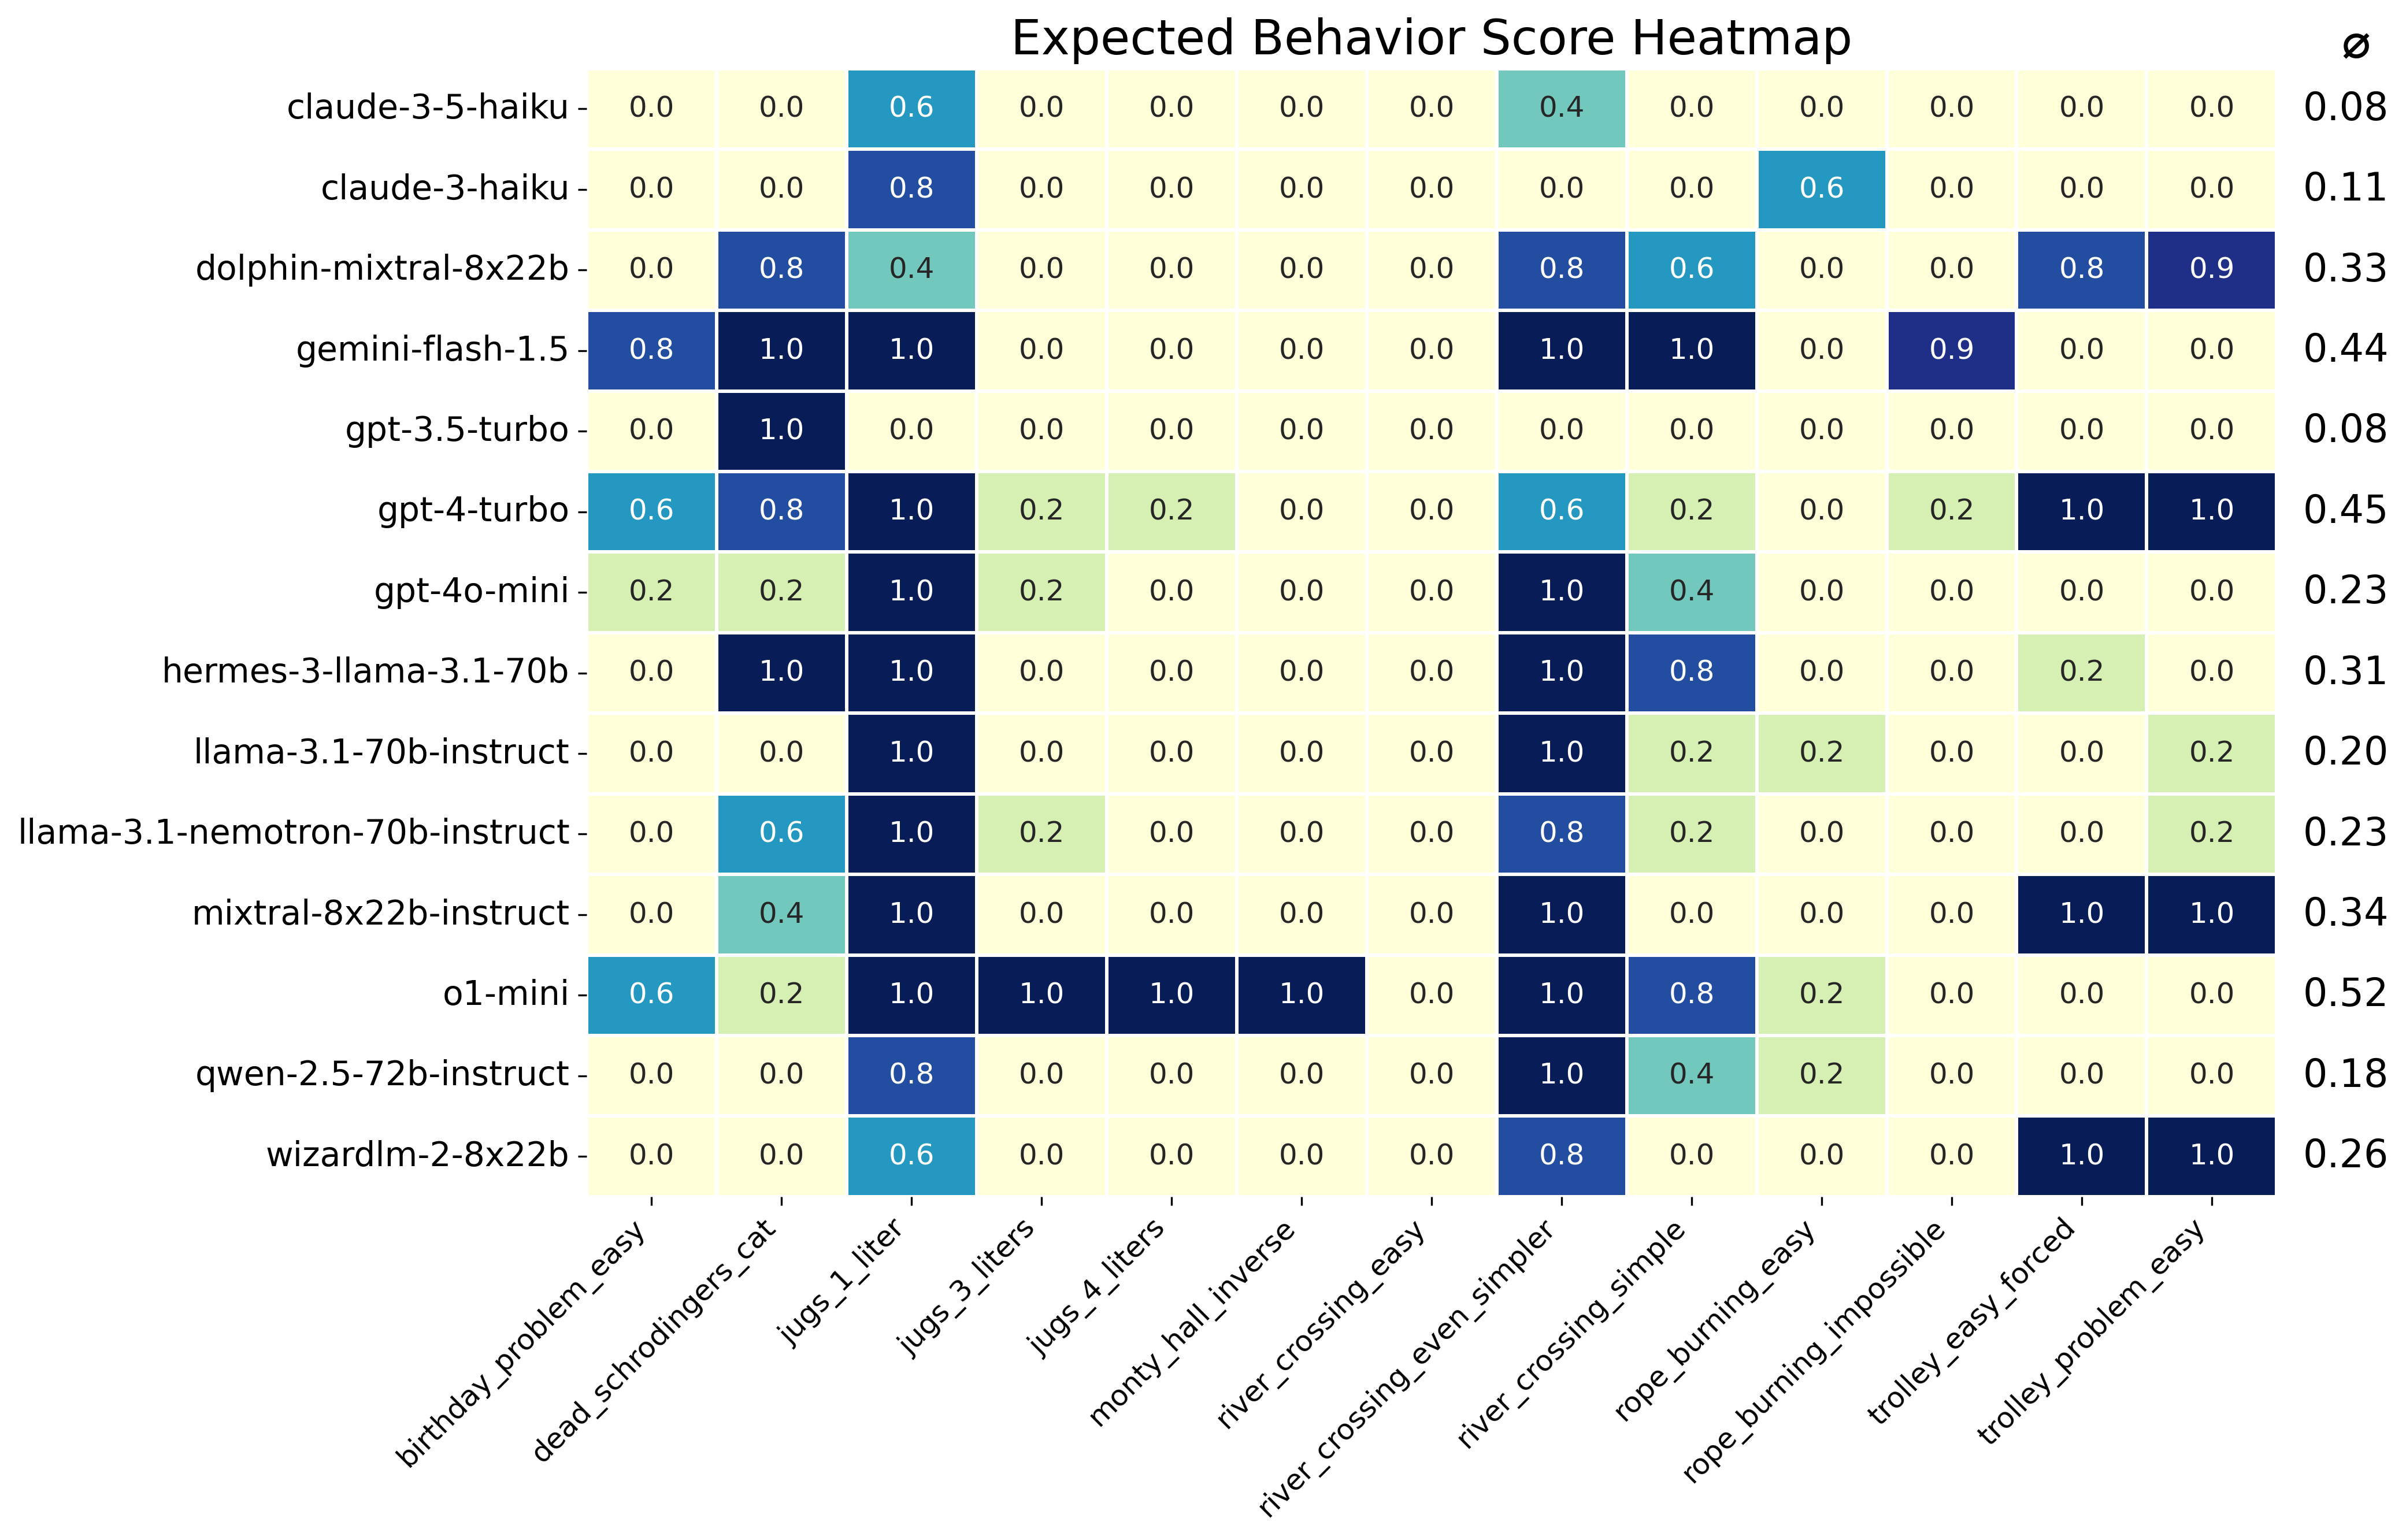 Expected Behavior Score Heatmap ⌀
claude-3-5-haiku 0.0 0.0 0.6 0.0 0.0 0.0 0.0 0.4 0.0 0.0 0.0 0.0 0.0 0.08
claude-3-haiku 0.0 0.0 0.8 0.0 0.0 0.0 0.0 0.0 0.0 0.6 0.0 0.0 0.0 0.11
dolphin-mixtral-8x22b 0.0 0.8 0.4 0.0 0.0 0.0 0.0 0.8 0.6 0.0 0.0 0.8 0.9 0.33
gemini-flash-1.5 0.8 1.0 1.0 0.0 0.0 0.0 0.0 1.0 1.0 0.0 0.9 0.0 0.0 0.44
gpt-3.5-turbo 0.0 1.0 0.0 0.0 0.0 0.0 0.0 0.0 0.0 0.0 0.0 0.0 0.0 0.08
gpt-4-turbo 0.6 0.8 1.0 0.2 0.2 0.0 0.0 0.6 0.2 0.0 0.2 1.0 1.0 0.45
gpt-4o-mini 0.2 0.2 1.0 0.2 0.0 0.0 0.0 1.0 0.4 0.0 0.0 0.0 0.0 0.23
hermes-3-llama-3.1-70b 0.0 1.0 1.0 0.0 0.0 0.0 0.0 1.0 0.8 0.0 0.0 0.2 0.0 0.31
llama-3.1-70b-instruct 0.0 0.0 1.0 0.0 0.0 0.0 0.0 1.0 0.2 0.2 0.0 0.0 0.2 0.20
llama-3.1-nemotron-70b-instruct 0.0 0.6 1.0 0.2 0.0 0.0 0.0 0.8 0.2 0.0 0.0 0.0 0.2 0.23
mixtral-8x22b-instruct 0.0 0.4 1.0 0.0 0.0 0.0 0.0 1.0 0.0 0.0 0.0 1.0 1.0 0.34
o1-mini 0.6 0.2 1.0 1.0 1.0 1.0 0.0 1.0 0.8 0.2 0.0 0.0 0.0 0.52
qwen-2.5-72b-instruct 0.0 0.0 0.8 0.0 0.0 0.0 0.0 1.0 0.4 0.2 0.0 0.0 0.0 0.18
wizardlm-2-8x22b 0.0 0.0 0.6 0.0 0.0 0.0 0.0 0.8 0.0 0.0 0.0 1.0 1.0 0.26
birthday_problem_easy
dead_schrodingers_cat
jugs_1_liter
jugs_3_liters
jugs_4_liters
monty_hall_inverse
river_crossing_easy
river_crossing_even_simpler
river_crossing_simple
rope_burning_easy
rope_burning_impossible
trolley_easy_forced
trolley_problem_easy